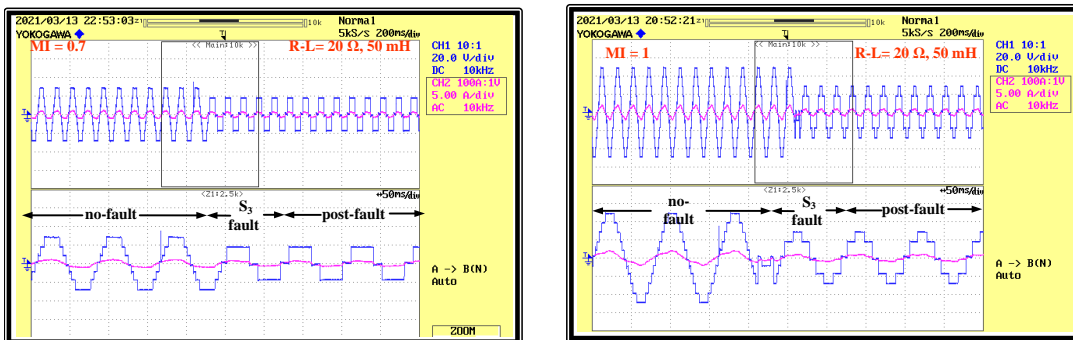 2021/03/13 22:53:03 10k Normal
YOKOGAWA 5kS/s 200ms/div
MI = 0.7 << Main:10k >> R-L= 20 Ω, 50 mH
CH1 10:1
20.0 V/div
DC 10kHz
CH2 100A:1V
5.00 A/div
AC 10kHz
<Z1:2.5k> 50ms/div
no-fault S3 fault post-fault
A -> B(N)
Auto
ZOOM
2021/03/13 20:52:21 10k Normal
YOKOGAWA 5kS/s 200ms/div
MI = 1 << Main:10k >> R-L= 20 Ω, 50 mH
CH1 10:1
20.0 V/div
DC 10kHz
CH2 100A:1V
5.00 A/div
AC 10kHz
<Z1:2.5k> 50ms/div
no-fault S3 fault post-fault
A -> B(N)
Auto